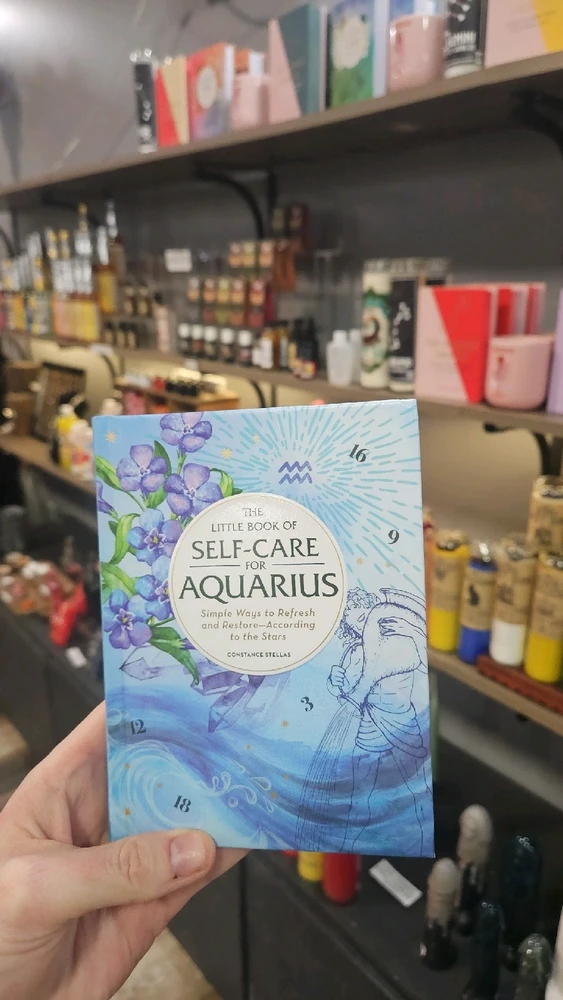 16
9
THE
LITTLE BOOK OF
SELF-CARE
FOR
AQUARIUS
Simple Ways to Refresh
and Restore—According
to the Stars
CONSTANCE STELLAS
3
12
18